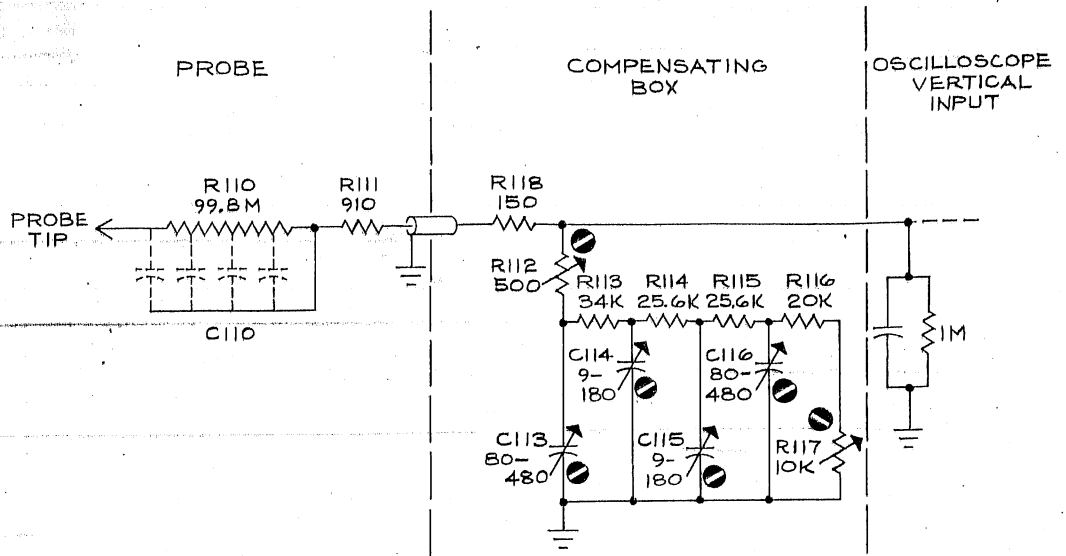 PROBE
COMPENSATING
BOX
OSCILLOSCOPE
VERTICAL
INPUT
PROBE
TIP
R110
99.8M
C110
R111
910
R118
150
R112
500
R113
34K
R114
25.6K
R115
25.6K
R116
20K
C114
9-
180
C116
80-
480
C113
80-
480
C115
9-
180
R117
10K
1M